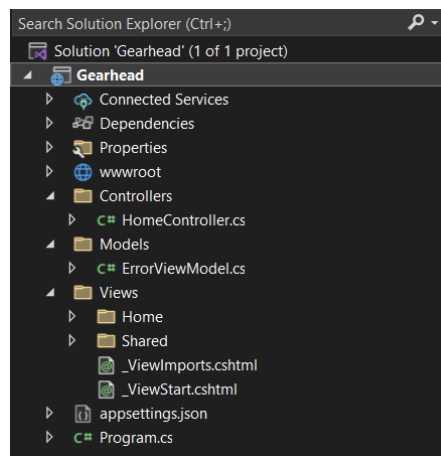 Search Solution Explorer (Ctrl+;)
Solution 'Gearhead' (1 of 1 project)
Gearhead
Connected Services
Dependencies
Properties
wwwroot
Controllers
C# HomeController.cs
Models
C# ErrorViewModel.cs
Views
Home
Shared
_ViewImports.cshtml
_ViewStart.cshtml
appsettings.json
C# Program.cs